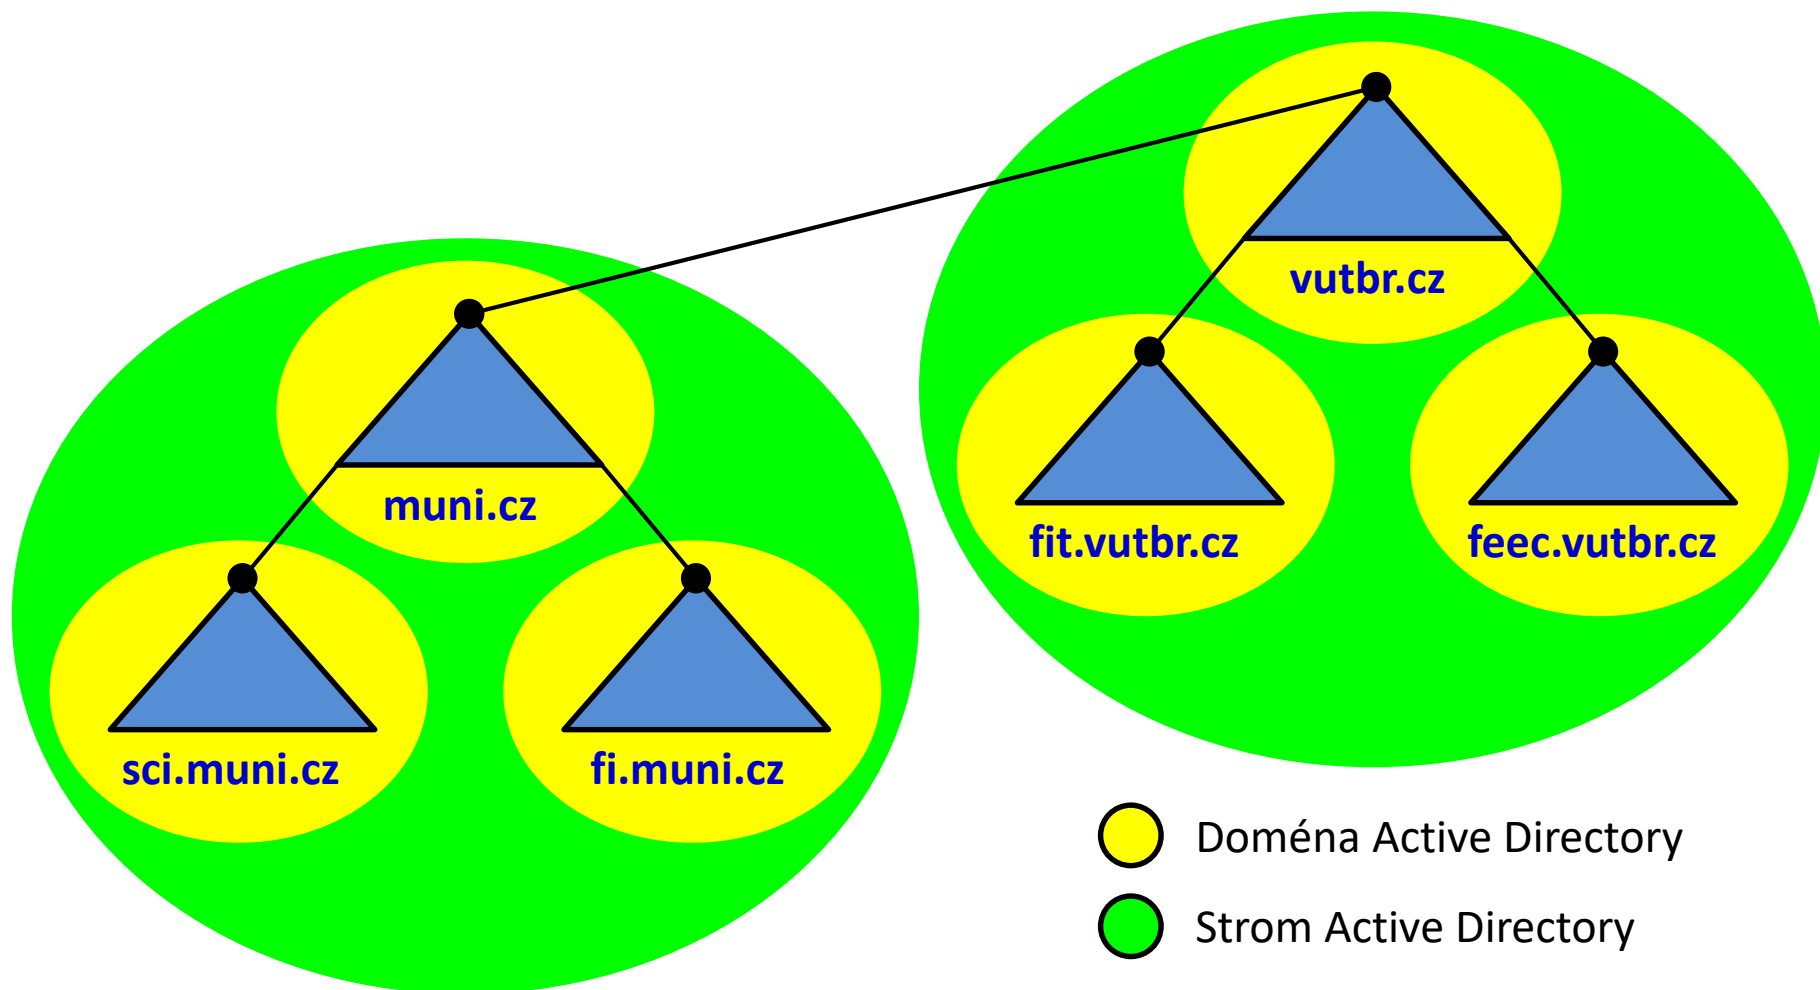 vutbr.cz
fit.vutbr.cz
feec.vutbr.cz
muni.cz
sci.muni.cz
fi.muni.cz
Doména Active Directory
Strom Active Directory